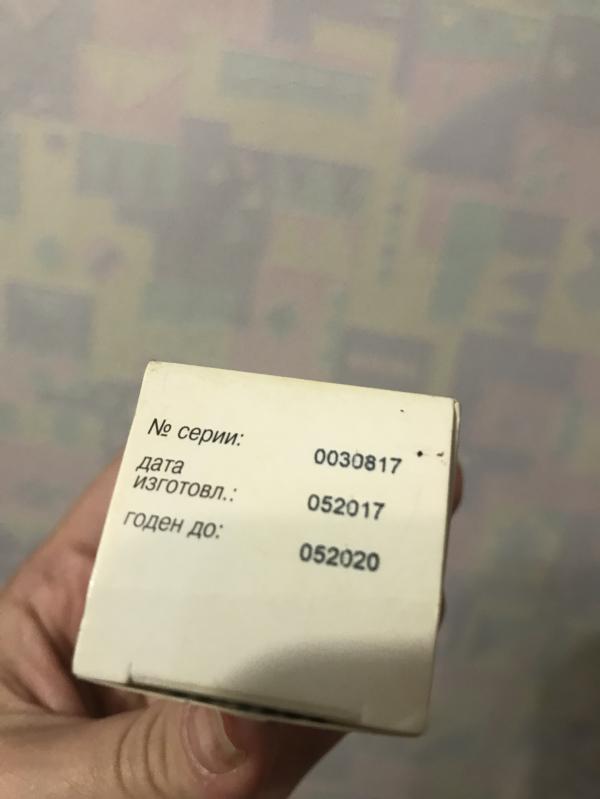 № серии: 0030817
дата
изготовл.: 052017
годен до: 052020